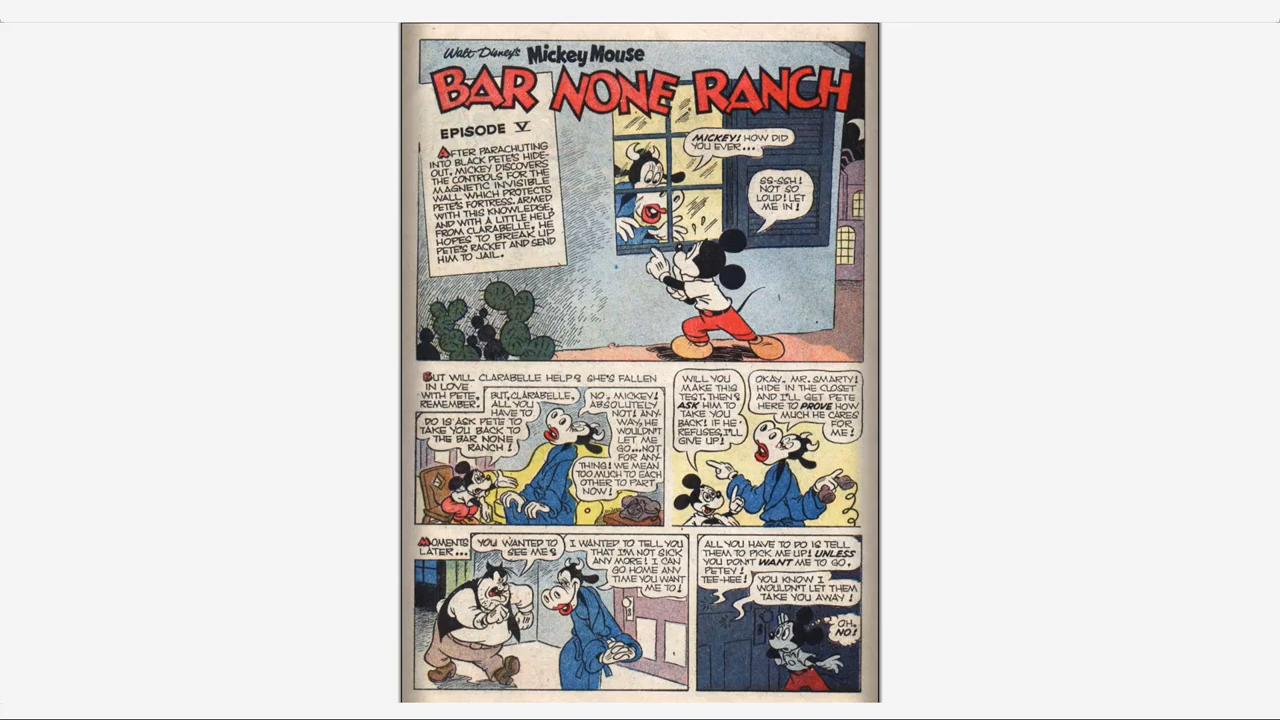 Walt Disney's Mickey Mouse
BAR NONE RANCH
EPISODE V
AFTER PARACHUTING
INTO BLACK PETE'S HIDE-
OUT, MICKEY DISCOVERS
THE CONTROLS FOR THE
MAGNETIC INVISIBLE
WALL WHICH PROTECTS
PETE'S FORTRESS. ARMED
WITH THIS KNOWLEDGE,
AND WITH A LITTLE HELP
FROM CLARABELLE, HE
HOPES TO BREAK UP
PETE'S RACKET AND SEND
HIM TO JAIL.
MICKEY! HOW DID
YOU EVER...
SS-SSH!
NOT SO
LOUD! LET
ME IN!
BUT WILL CLARABELLE HELP? SHE'S FALLEN
IN LOVE
WITH PETE,
REMEMBER.
BUT, CLARABELLE,
ALL YOU
HAVE TO
DO IS ASK PETE TO
TAKE YOU BACK TO
THE BAR NONE
RANCH!
NO, MICKEY!
ABSOLUTELY
NOT! ANY-
WAY, HE
WOULDN'T
LET ME
GO...NOT
FOR ANY-
THING! WE MEAN
TOO MUCH TO EACH
OTHER TO PART
NOW!
WILL YOU
MAKE THIS
TEST, THEN?
ASK HIM TO
TAKE YOU
BACK! IF HE
REFUSES, I'LL
GIVE UP!
OKAY, MR. SMARTY!
HIDE IN THE CLOSET
AND I'LL GET PETE
HERE TO PROVE HOW
MUCH HE CARES
FOR
ME!
MOMENTS
LATER...
YOU WANTED TO
SEE ME?
I WANTED TO TELL YOU
THAT I'M NOT SICK
ANY MORE! I CAN
GO HOME ANY
TIME YOU WANT
ME TO!
ALL YOU HAVE TO DO IS TELL
THEM TO PICK ME UP! UNLESS
YOU DON'T WANT ME TO GO,
PETEY!
TEE-HEE!
YOU KNOW I
WOULDN'T LET THEM
TAKE YOU AWAY!
OH,
NO!